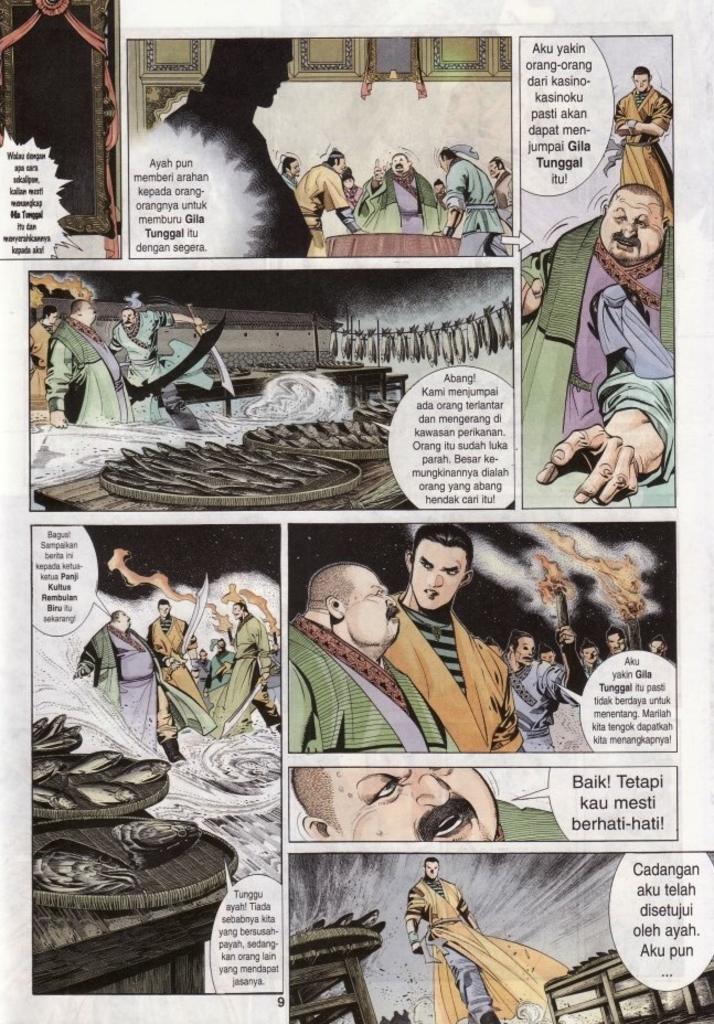 Walau dengan
apa cara
sekalipun,
kalian mesti
menangkap
Gila Tunggal
itu dan
menyerahkannya
kepada aku!
Ayah pun
memberi arahan
kepada orang-
orangnya untuk
memburu Gila
Tunggal itu
dengan segera.
Aku yakin
orang-orang
dari kasino-
kasinoku
pasti akan
dapat men-
jumpai Gila
Tunggal
itu!
Abang!
Kami menjumpai
ada orang terlantar
dan mengerang di
kawasan perikanan.
Orang itu sudah luka
parah. Besar ke-
mungkinannya dialah
orang yang abang
hendak cari itu!
Bagus!
Sampaikan
berita ini
kepada ketua-
ketua Panji
Kultus
Rembulan
Biru itu
sekarang!
Tunggu
ayah! Tiada
sebabnya kita
yang bersusah-
payah, sedang-
kan orang lain
yang mendapat
jasanya.
Aku
yakin Gila
Tunggal itu pasti
tidak berdaya untuk
menentang. Marilah
kita tengok dapatkah
kita menangkapnya!
Baik! Tetapi
kau mesti
berhati-hati!
Cadangan
aku telah
disetujui
oleh ayah.
Aku pun
...
9